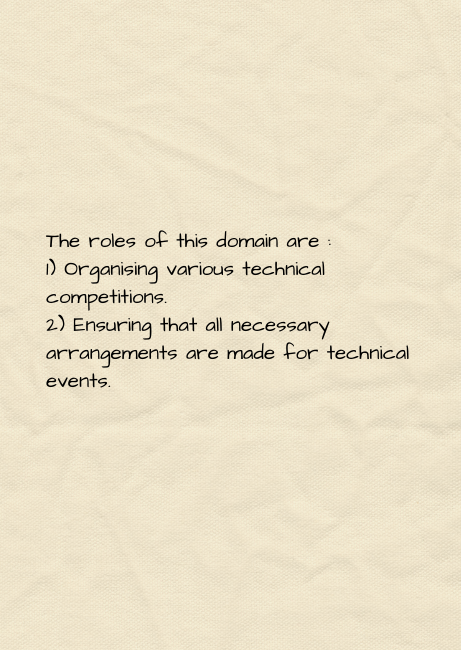 The roles of this domain are :
1) Organising various technical
competitions.
2) Ensuring that all necessary
arrangements are made for technical
events.